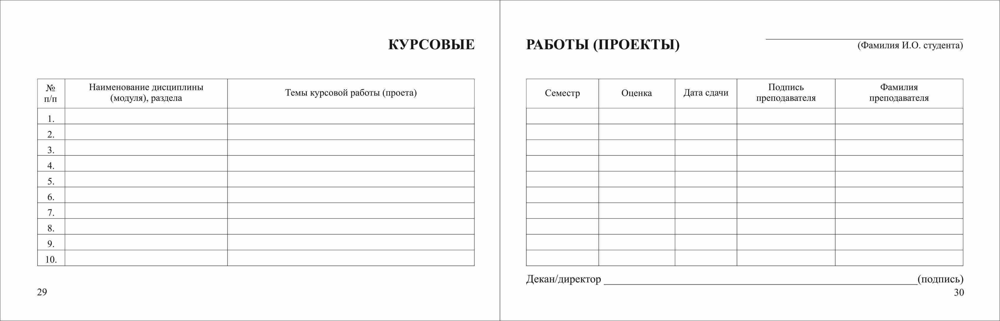 КУРСОВЫЕ
№
п/п
Наименование дисциплины
(модуля), раздела
Темы курсовой работы (проета)
1.
2.
3.
4.
5.
6.
7.
8.
9.
10.
29
РАБОТЫ (ПРОЕКТЫ)
(Фамилия И.О. студента)
Семестр
Оценка
Дата сдачи
Подпись
преподавателя
Фамилия
преподавателя
Декан/директор (подпись)
30